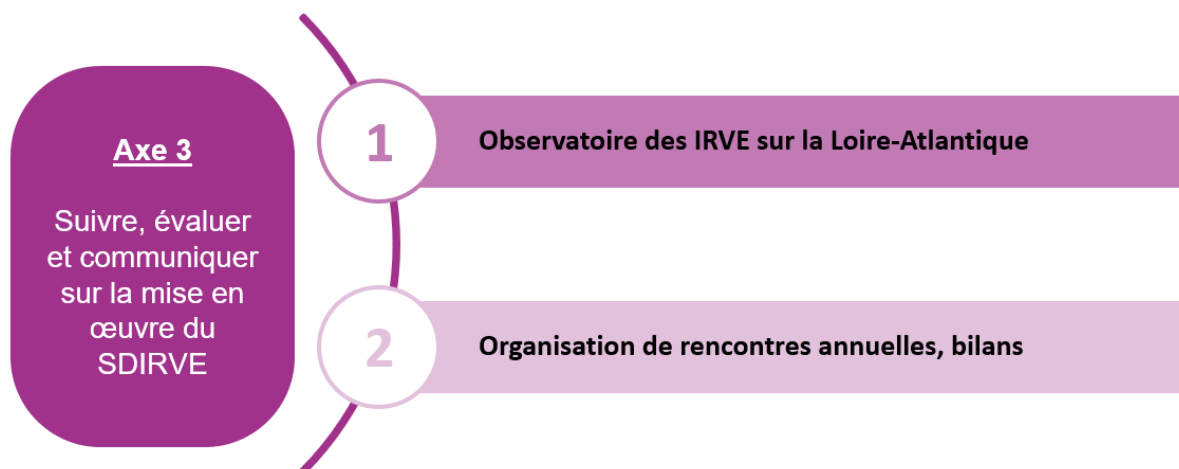 Axe 3
Suivre, évaluer
et communiquer
sur la mise en
œuvre du
SDIRVE
1
Observatoire des IRVE sur la Loire-Atlantique
2
Organisation de rencontres annuelles, bilans